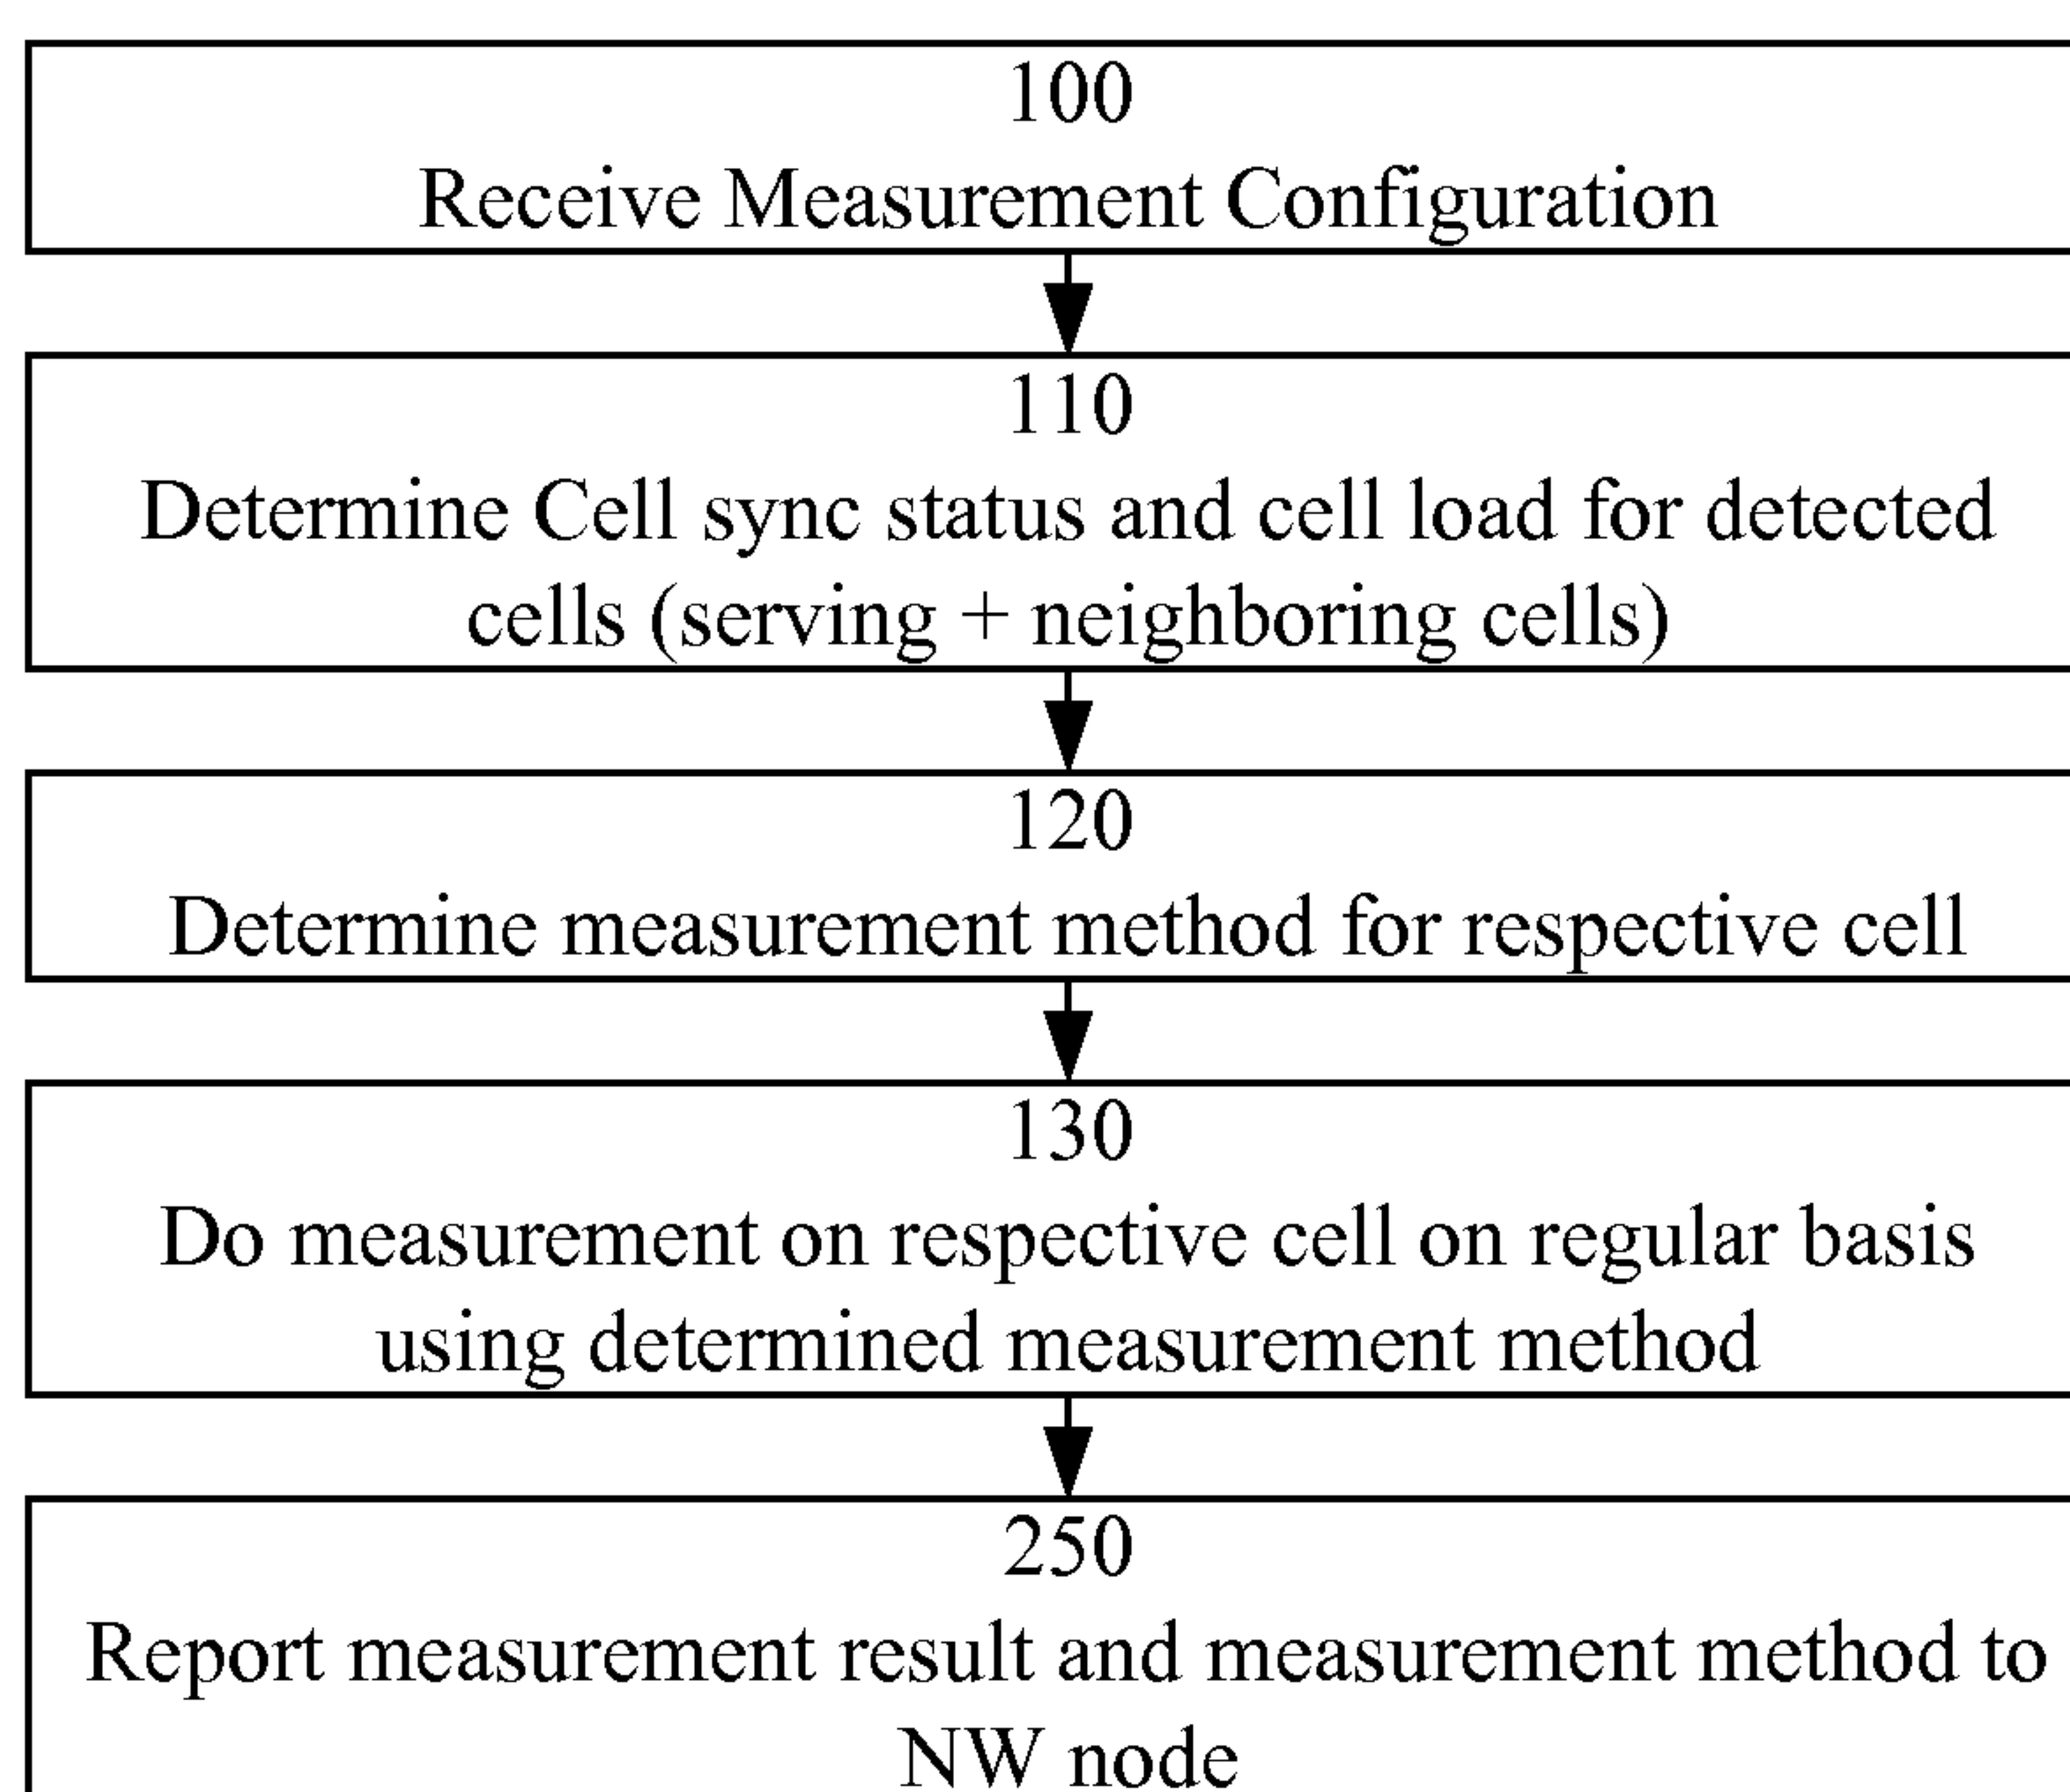 100
Receive Measurement Configuration
110
Determine Cell sync status and cell load for detected
cells (serving + neighboring cells)
120
Determine measurement method for respective cell
130
Do measurement on respective cell on regular basis
using determined measurement method
250
Report measurement result and measurement method to
NW node